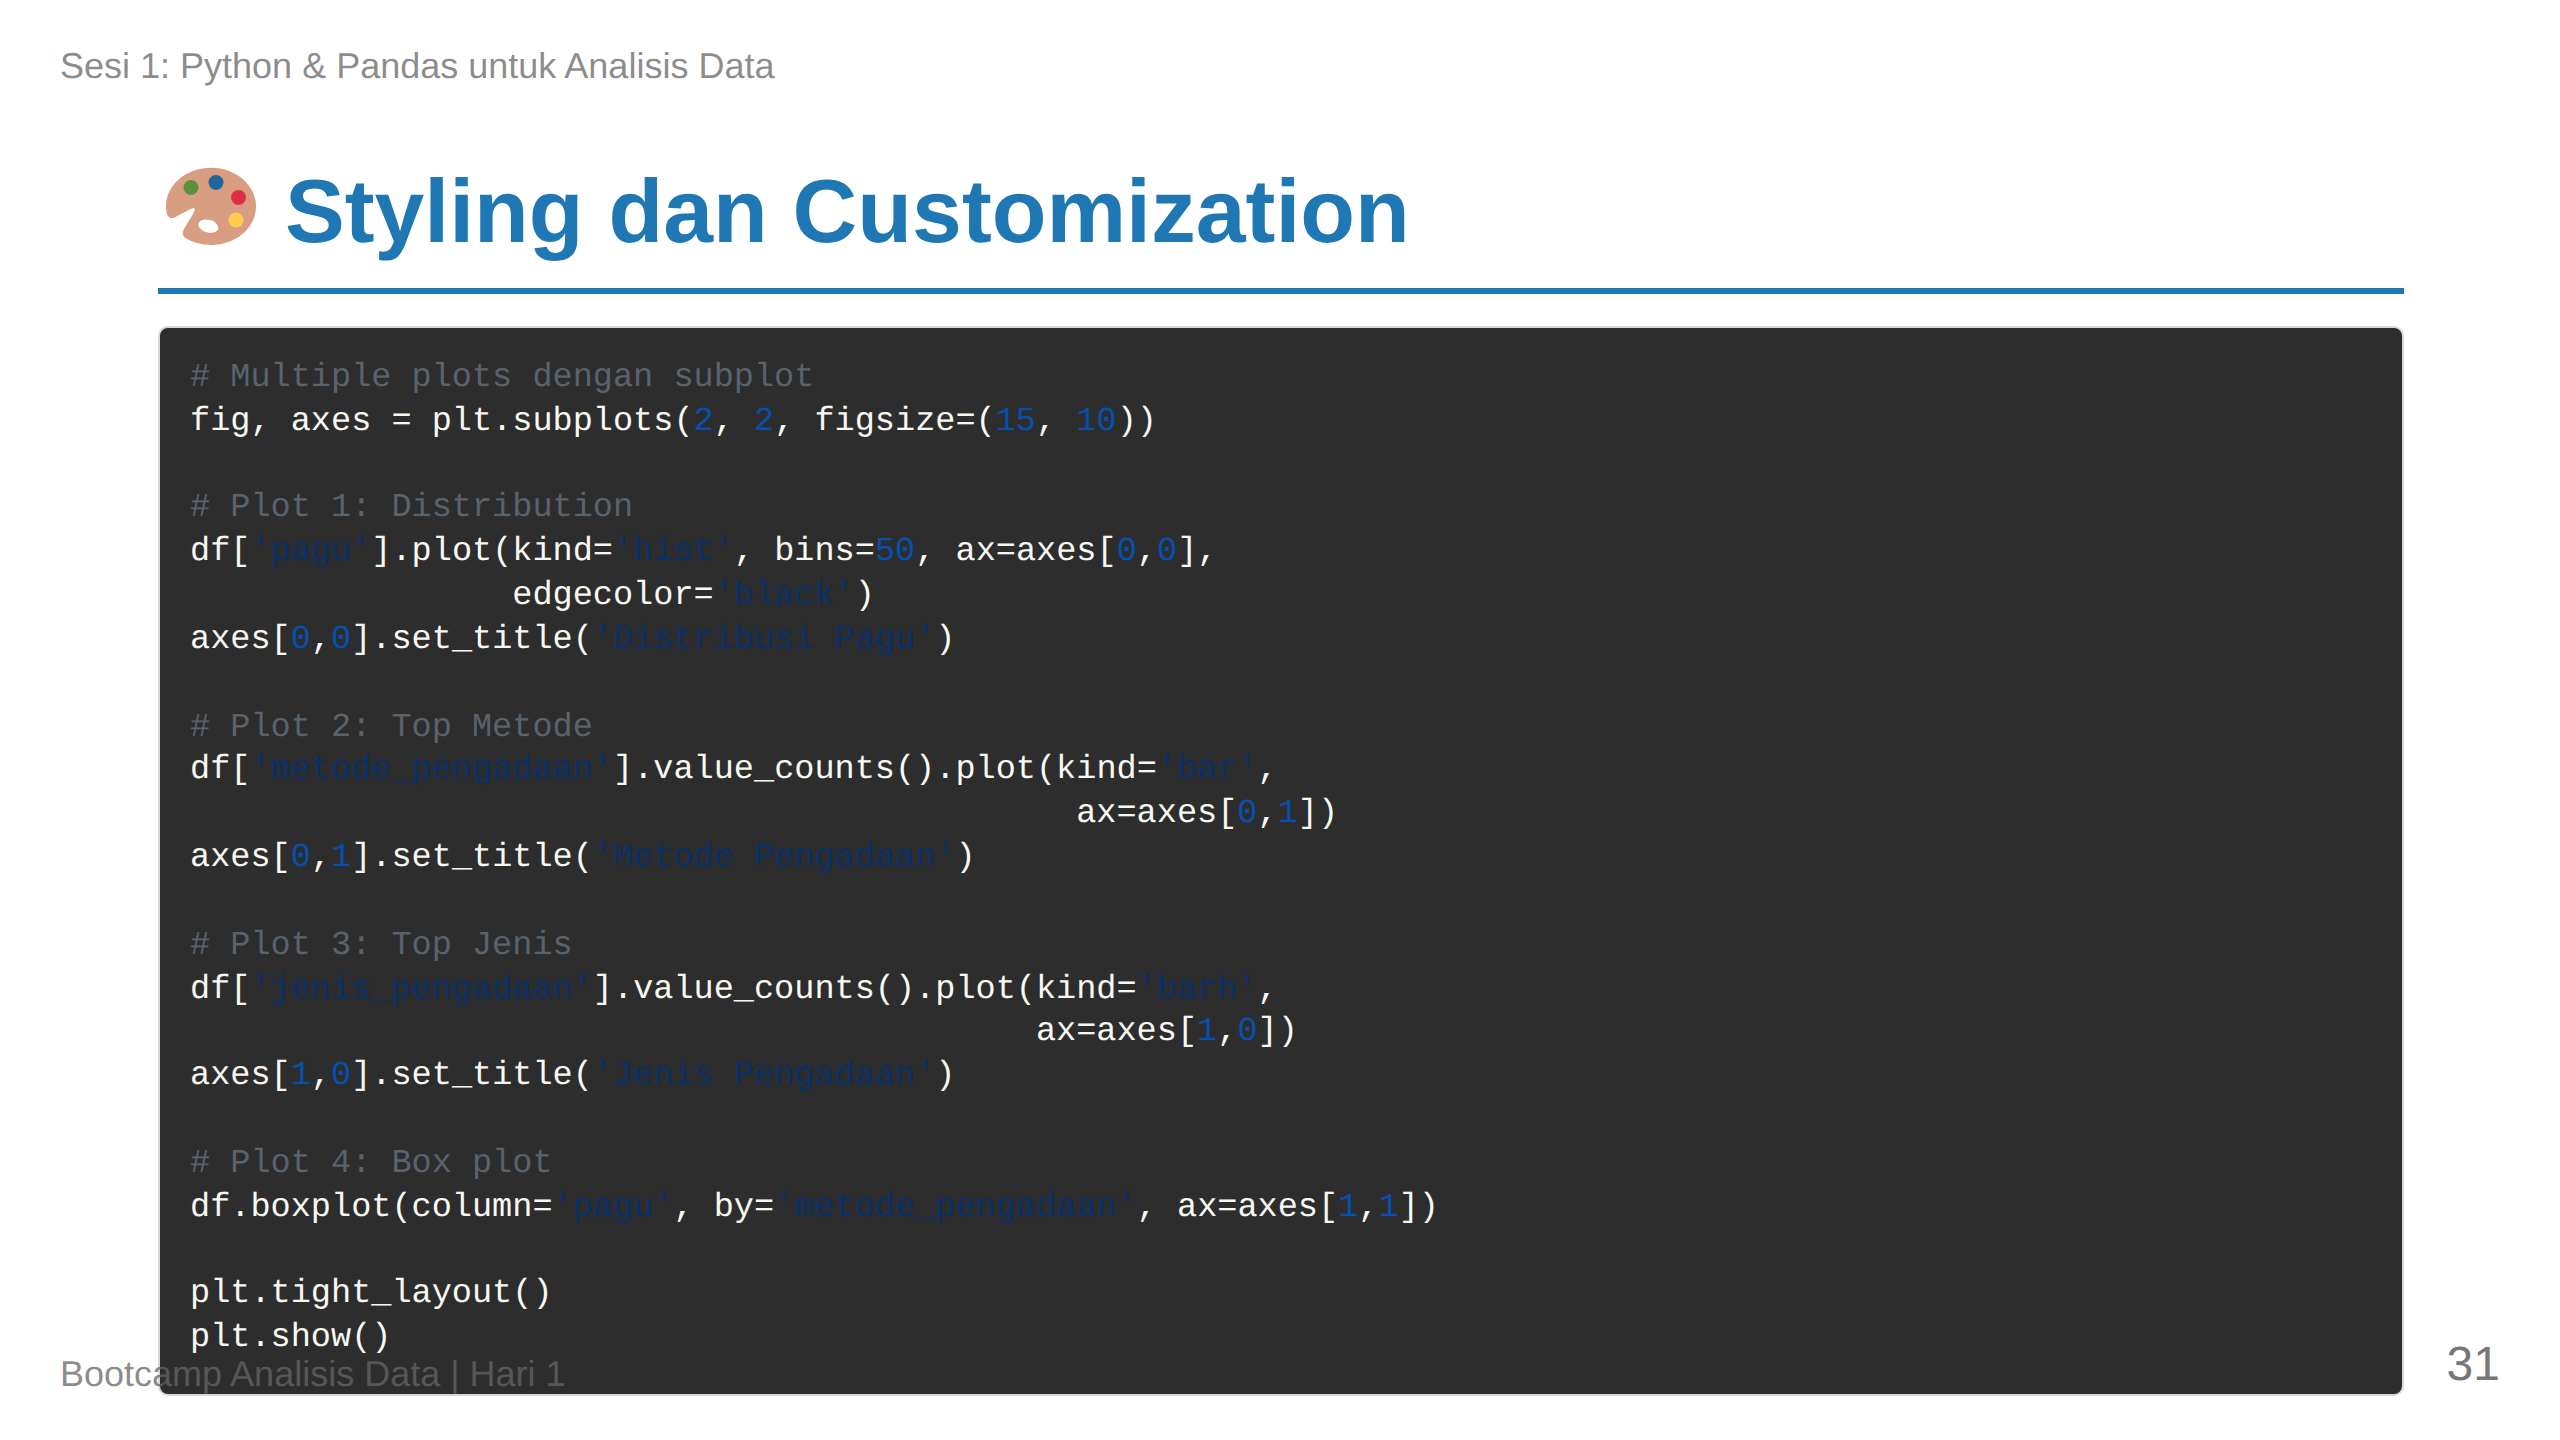 Sesi 1: Python & Pandas untuk Analisis Data
Styling dan Customization
# Multiple plots dengan subplot
fig, axes = plt.subplots(2, 2, figsize=(15, 10))
# Plot 1: Distribution
df['pagu'].plot(kind='hist', bins=50, ax=axes[0,0],
                edgecolor='black')
axes[0,0].set_title('Distribusi Pagu')
# Plot 2: Top Metode
df['metode_pengadaan'].value_counts().plot(kind='bar',
                                            ax=axes[0,1])
axes[0,1].set_title('Metode Pengadaan')
# Plot 3: Top Jenis
df['jenis_pengadaan'].value_counts().plot(kind='barh',
                                          ax=axes[1,0])
axes[1,0].set_title('Jenis Pengadaan')
# Plot 4: Box plot
df.boxplot(column='pagu', by='metode_pengadaan', ax=axes[1,1])
plt.tight_layout()
plt.show()
Bootcamp Analisis Data | Hari 1
31